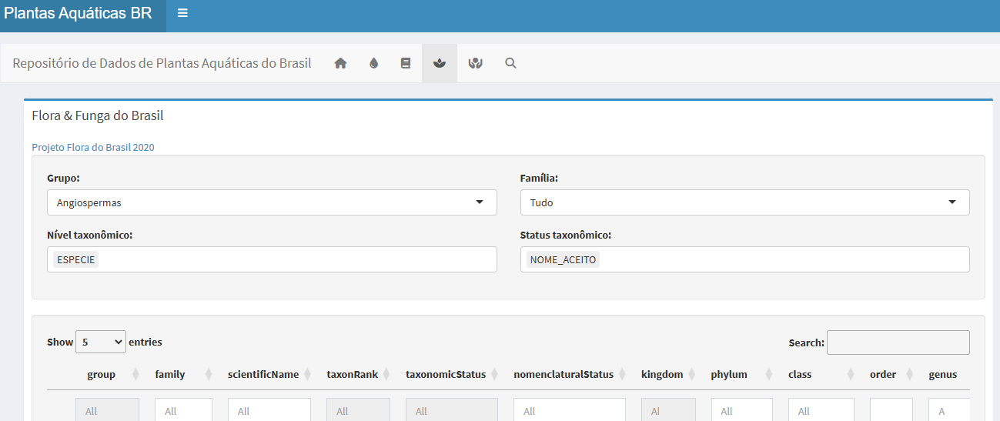 Plantas Aquáticas BR
Repositório de Dados de Plantas Aquáticas do Brasil
Flora & Funga do Brasil
Projeto Flora do Brasil 2020
Grupo: Família:
Angiospermas Tudo
Nível taxonômico: Status taxonômico:
ESPECIE NOME_ACEITO
Show 5 entries Search:
group family scientificName taxonRank taxonomicStatus nomenclaturalStatus kingdom phylum class order genus
All All All All All All Al All All A